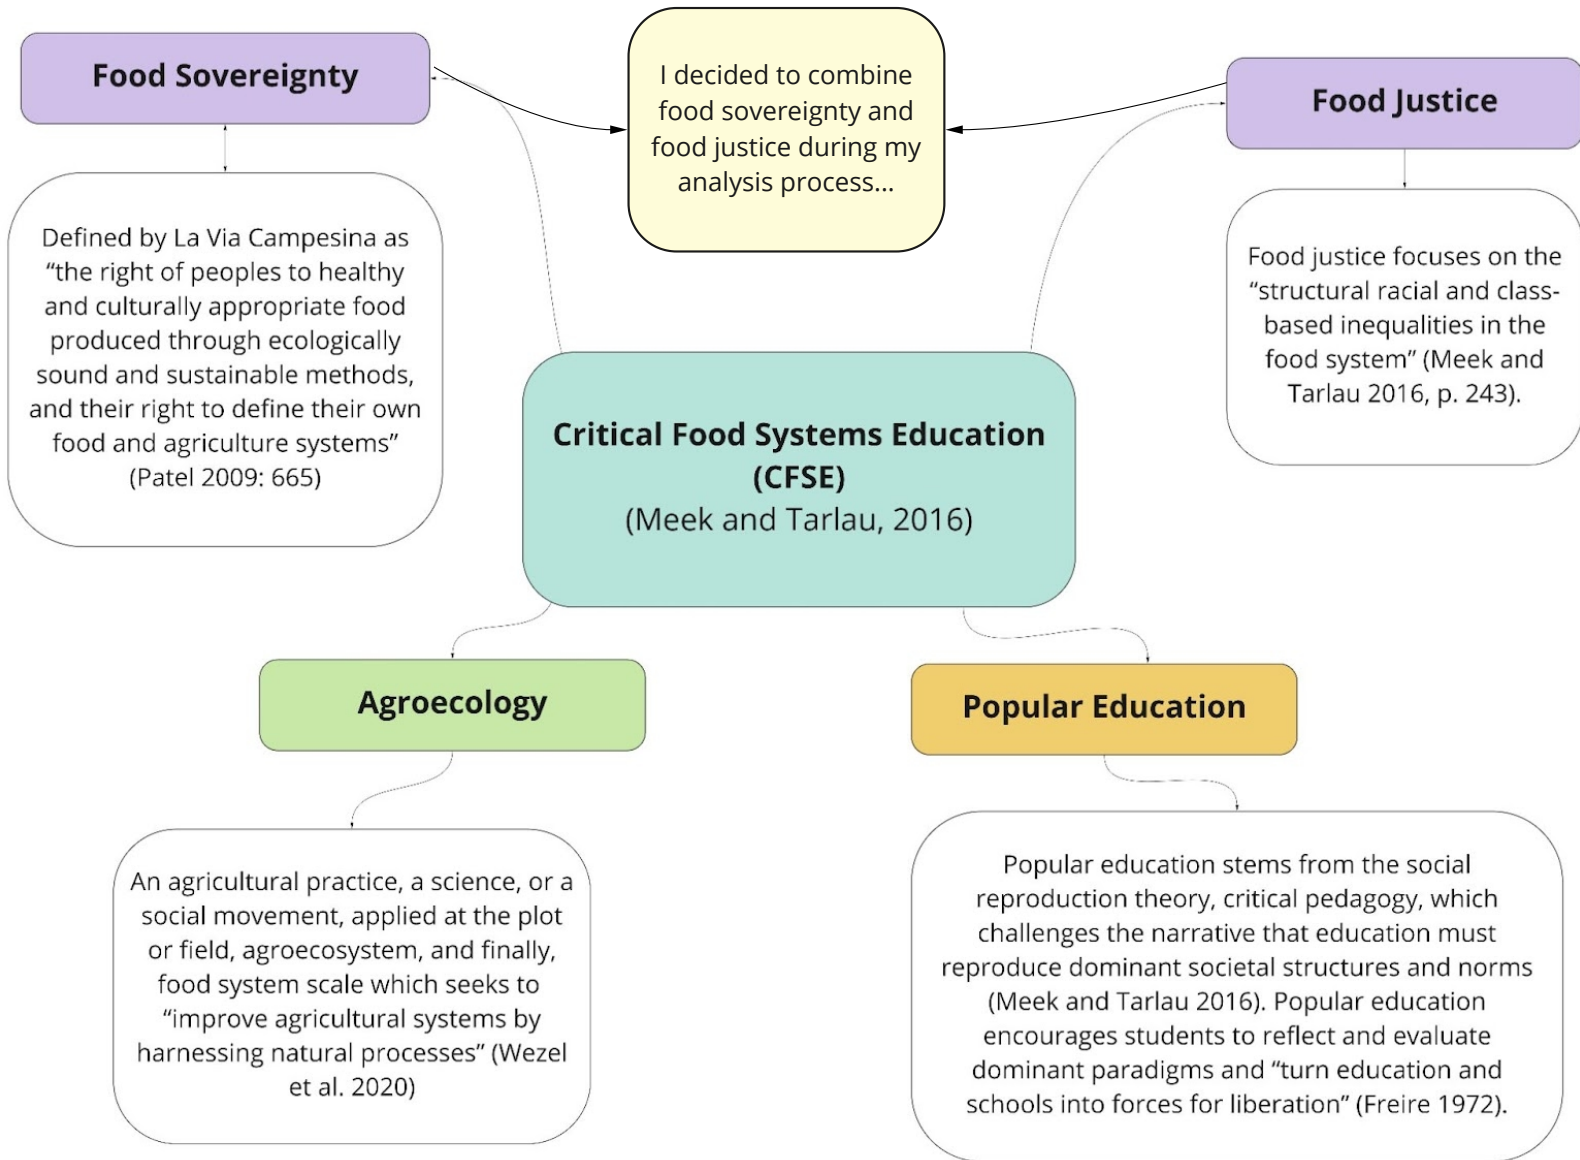 Food Sovereignty
I decided to combine
food sovereignty and
food justice during my
analysis process...
Food Justice
Defined by La Via Campesina as
“the right of peoples to healthy
and culturally appropriate food
produced through ecologically
sound and sustainable methods,
and their right to define their own
food and agriculture systems”
(Patel 2009: 665)
Food justice focuses on the
“structural racial and class-
based inequalities in the
food system” (Meek and
Tarlau 2016, p. 243).
Critical Food Systems Education
(CFSE)
(Meek and Tarlau, 2016)
Agroecology
Popular Education
An agricultural practice, a science, or a
social movement, applied at the plot
or field, agroecosystem, and finally,
food system scale which seeks to
“improve agricultural systems by
harnessing natural processes” (Wezel
et al. 2020)
Popular education stems from the social
reproduction theory, critical pedagogy, which
challenges the narrative that education must
reproduce dominant societal structures and norms
(Meek and Tarlau 2016). Popular education
encourages students to reflect and evaluate
dominant paradigms and “turn education and
schools into forces for liberation” (Freire 1972).